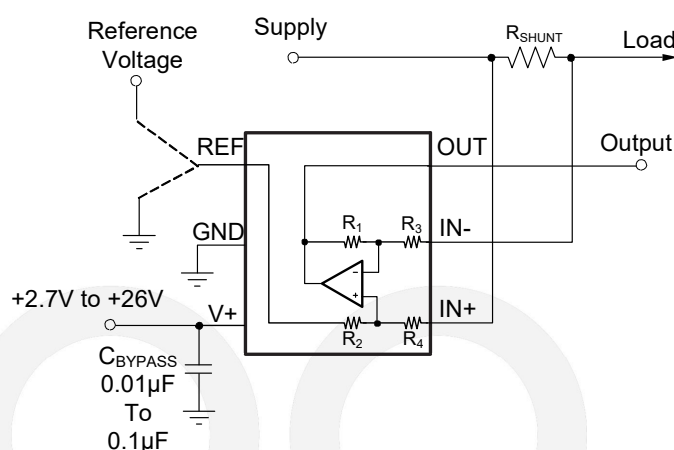 Reference
Voltage
Supply
RSHUNT
Load
REF
OUT
Output
GND
R1
R3
IN-
-
+
+2.7V to +26V
V+
IN+
R2
R4
CBYPASS
0.01µF
To
0.1µF